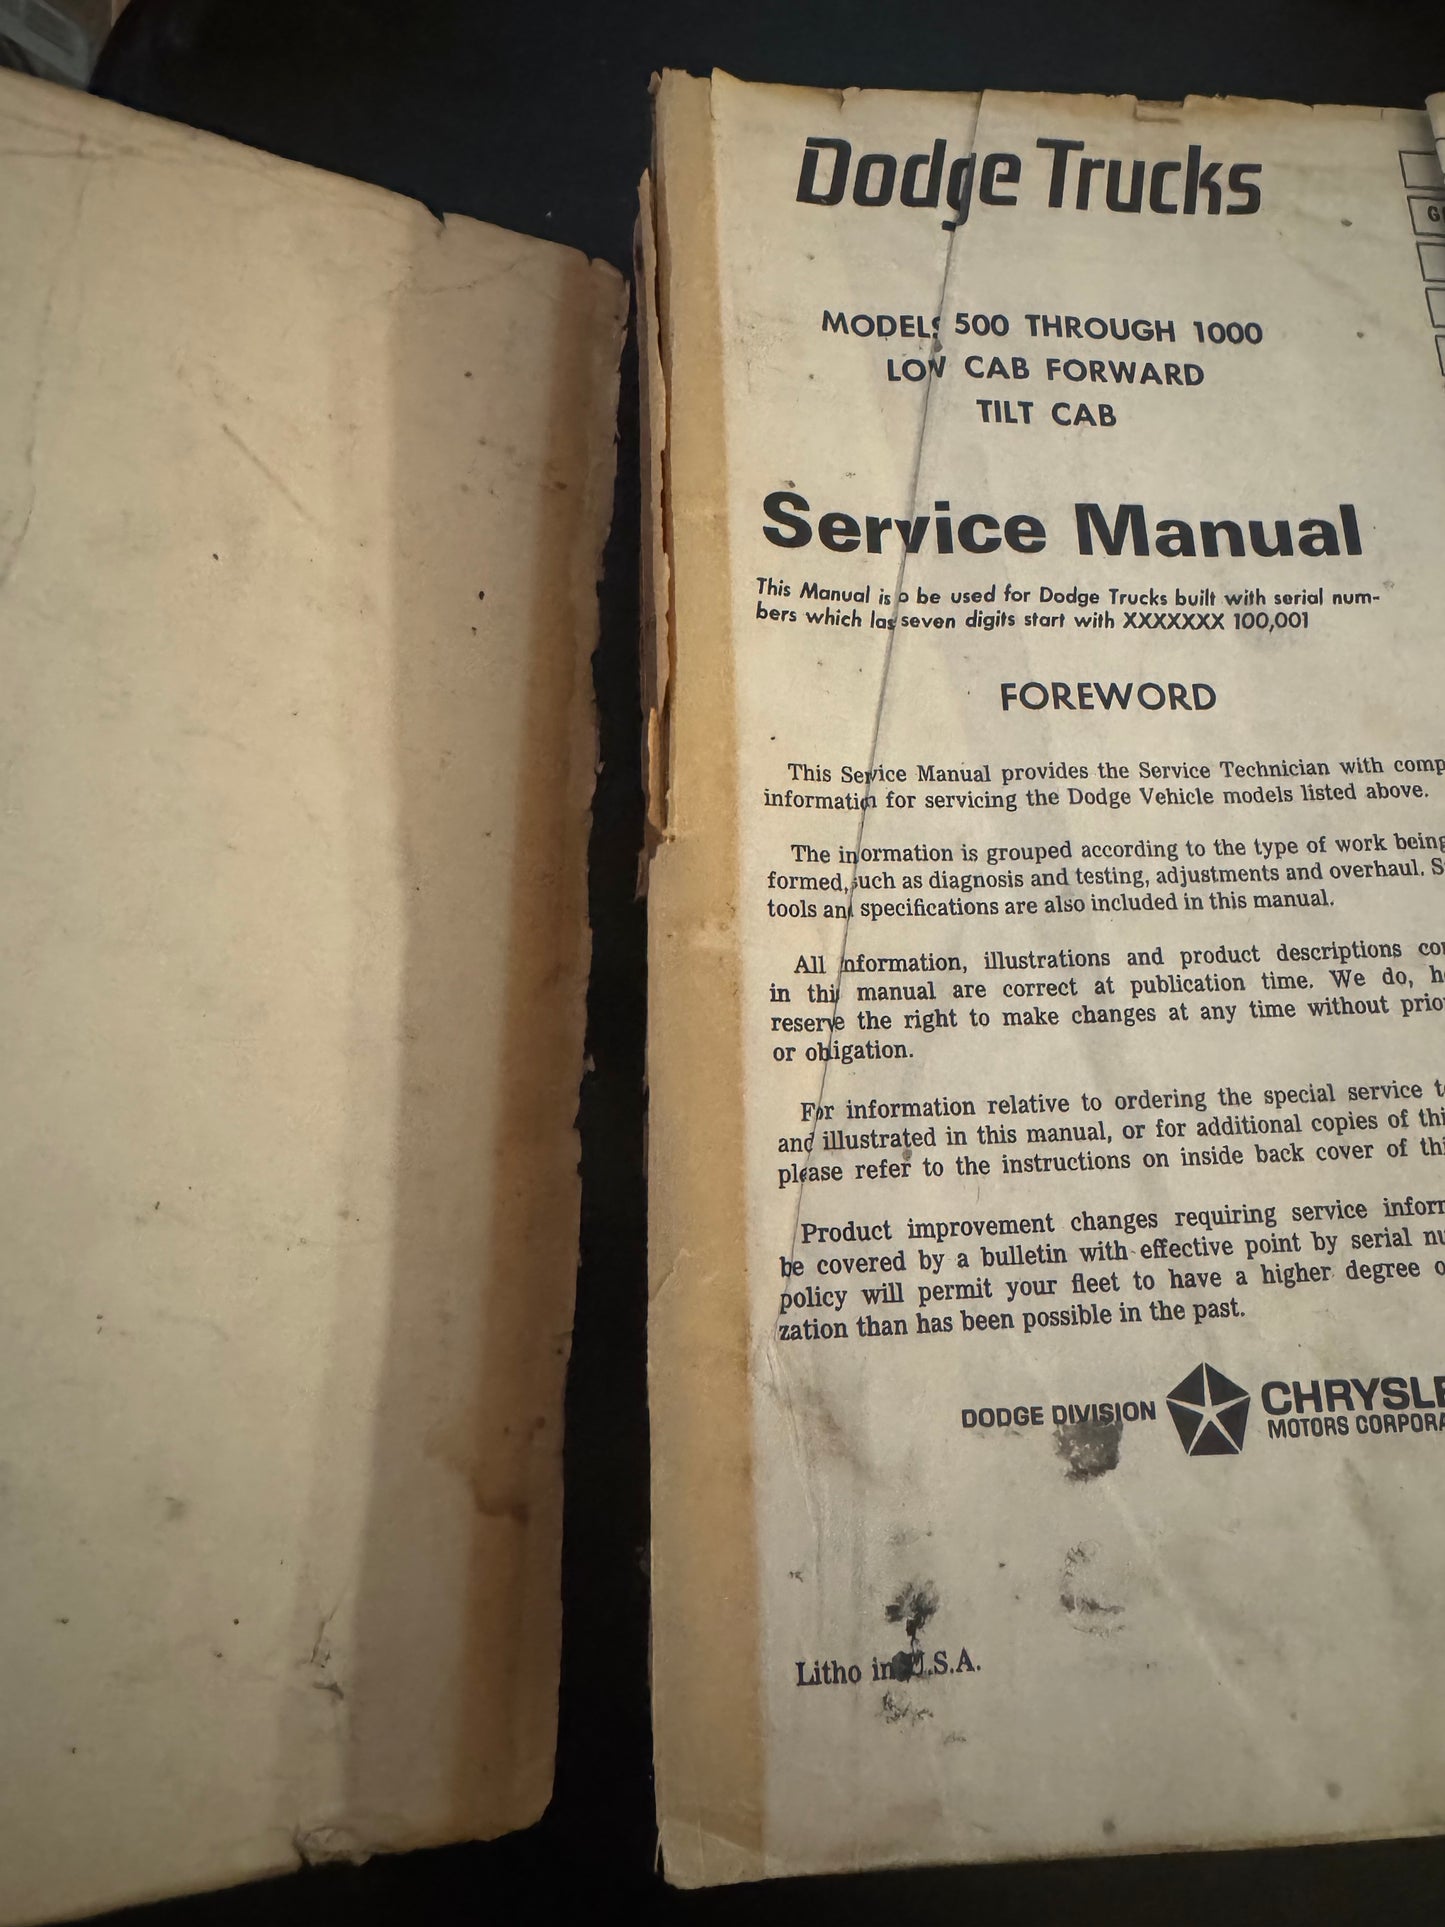 Dodge Trucks
MODELS 500 THROUGH 1000
LOW CAB FORWARD
TILT CAB
Service Manual
This Manual is o be used for Dodge Trucks built with serial num-
bers which las seven digits start with XXXXXXX 100,001
FOREWORD
This Service Manual provides the Service Technician with comp
information for servicing the Dodge Vehicle models listed above.
The information is grouped according to the type of work being
formed, such as diagnosis and testing, adjustments and overhaul. S
tools and specifications are also included in this manual.
All information, illustrations and product descriptions con
in this manual are correct at publication time. We do, h
reserve the right to make changes at any time without prio
or obligation.
For information relative to ordering the special service t
and illustrated in this manual, or for additional copies of thi
please refer to the instructions on inside back cover of thi
Product improvement changes requiring service inform
be covered by a bulletin with effective point by serial nu
policy will permit your fleet to have a higher degree o
zation than has been possible in the past.
DODGE DIVISION CHRYSLE
MOTORS CORPORA
Litho in U.S.A.
G